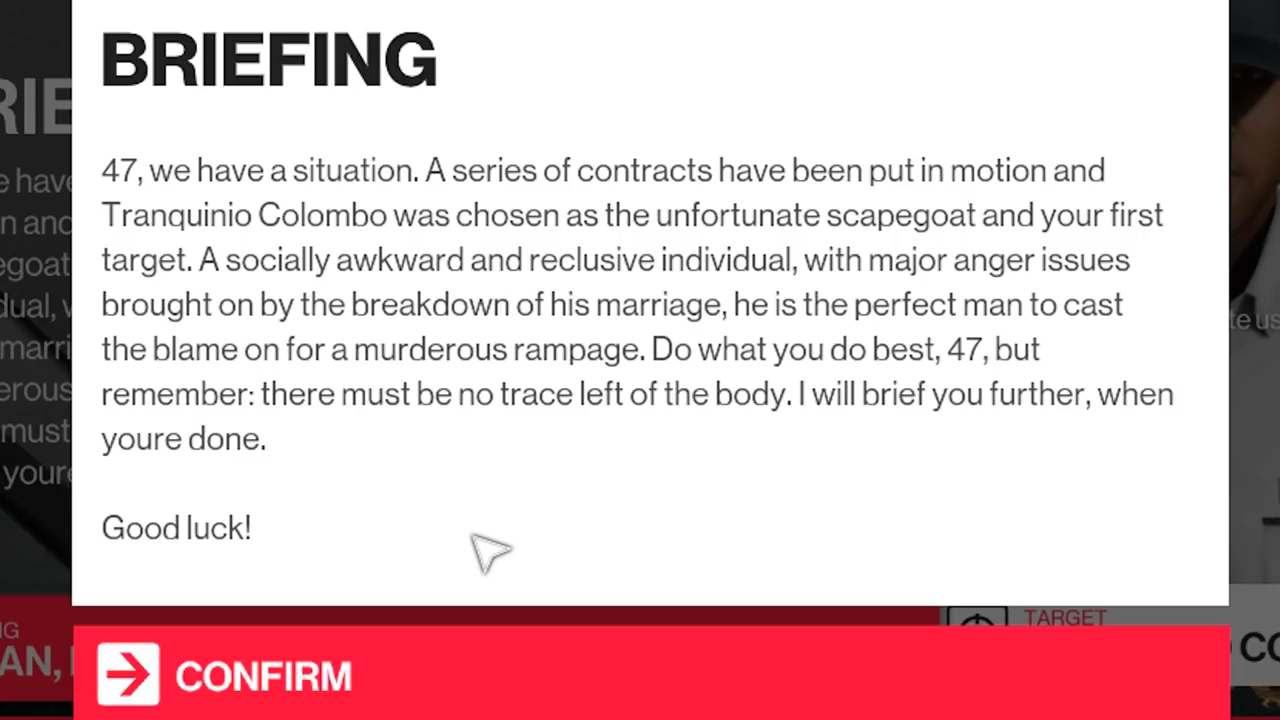 BRIEFING
47, we have a situation. A series of contracts have been put in motion and
Tranquinio Colombo was chosen as the unfortunate scapegoat and your first
target. A socially awkward and reclusive individual, with major anger issues
brought on by the breakdown of his marriage, he is the perfect man to cast
the blame on for a murderous rampage. Do what you do best, 47, but
remember: there must be no trace left of the body. I will brief you further, when
youre done.
Good luck!
TARGET
CONFIRM